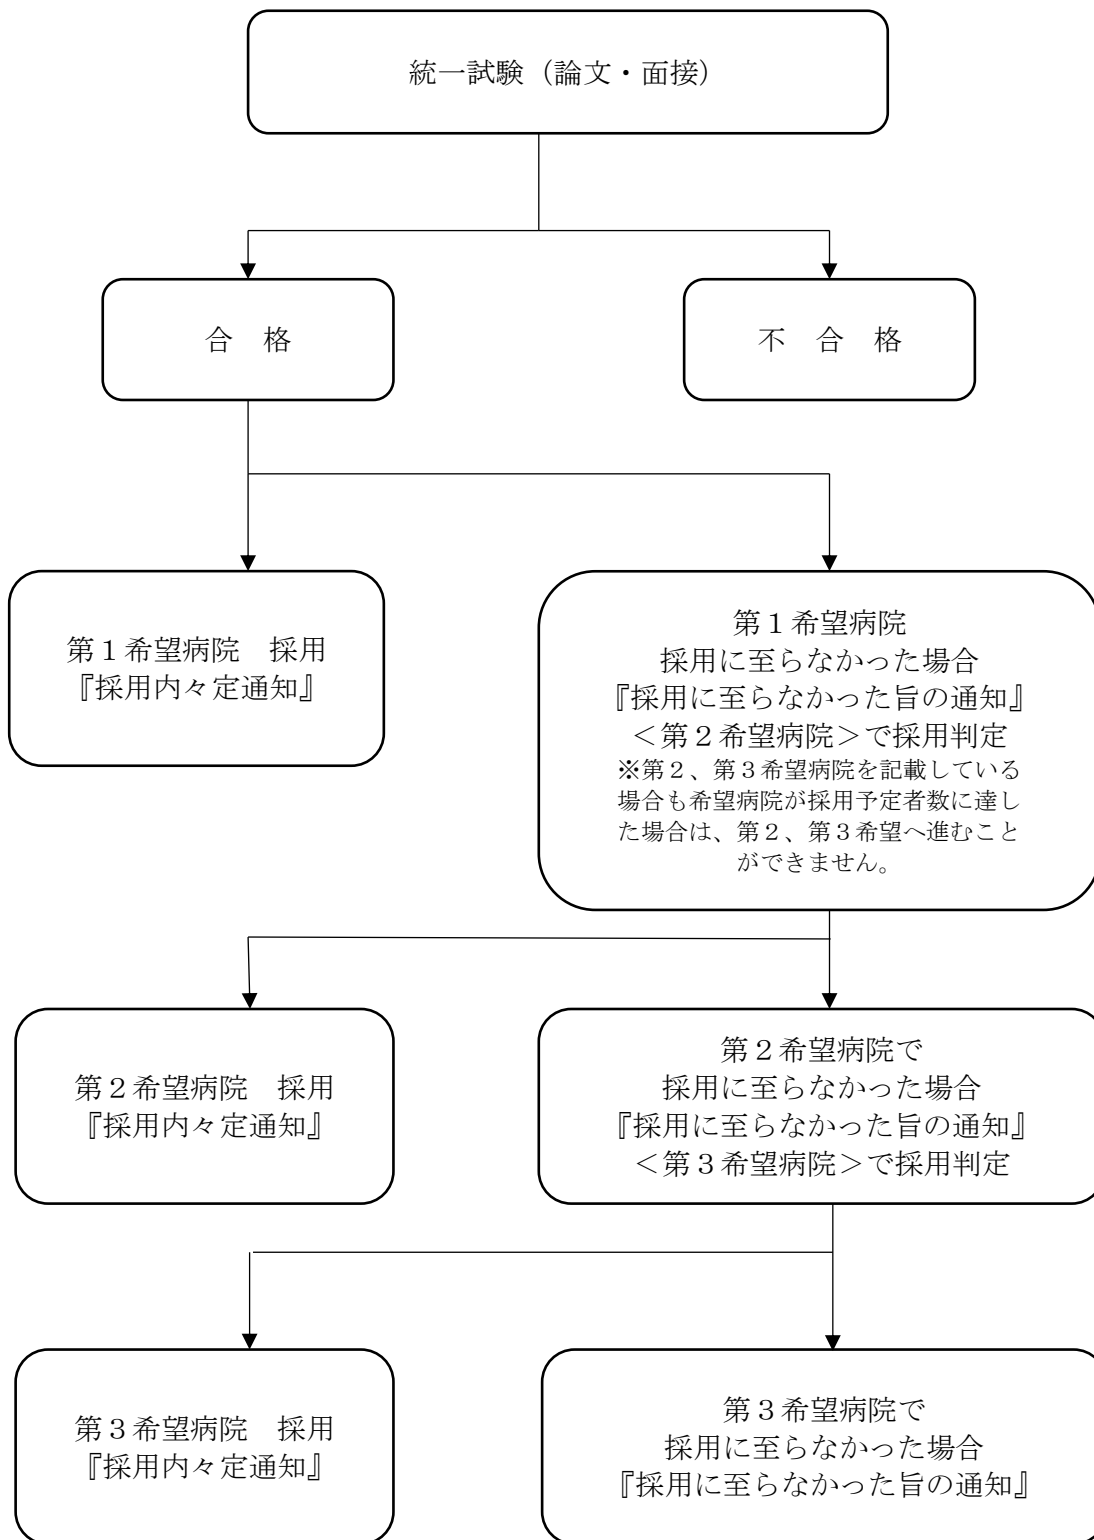 統一試験（論文・面接）
合　格
不　合　格
第１希望病院　採用
『採用内々定通知』
第１希望病院
採用に至らなかった場合
『採用に至らなかった旨の通知』
＜第２希望病院＞で採用判定
※第２、第３希望病院を記載している
場合も希望病院が採用予定者数に達し
た場合は、第２、第３希望へ進むこと
ができません。
第２希望病院　採用
『採用内々定通知』
第２希望病院で
採用に至らなかった場合
『採用に至らなかった旨の通知』
＜第３希望病院＞で採用判定
第３希望病院　採用
『採用内々定通知』
第３希望病院で
採用に至らなかった場合
『採用に至らなかった旨の通知』